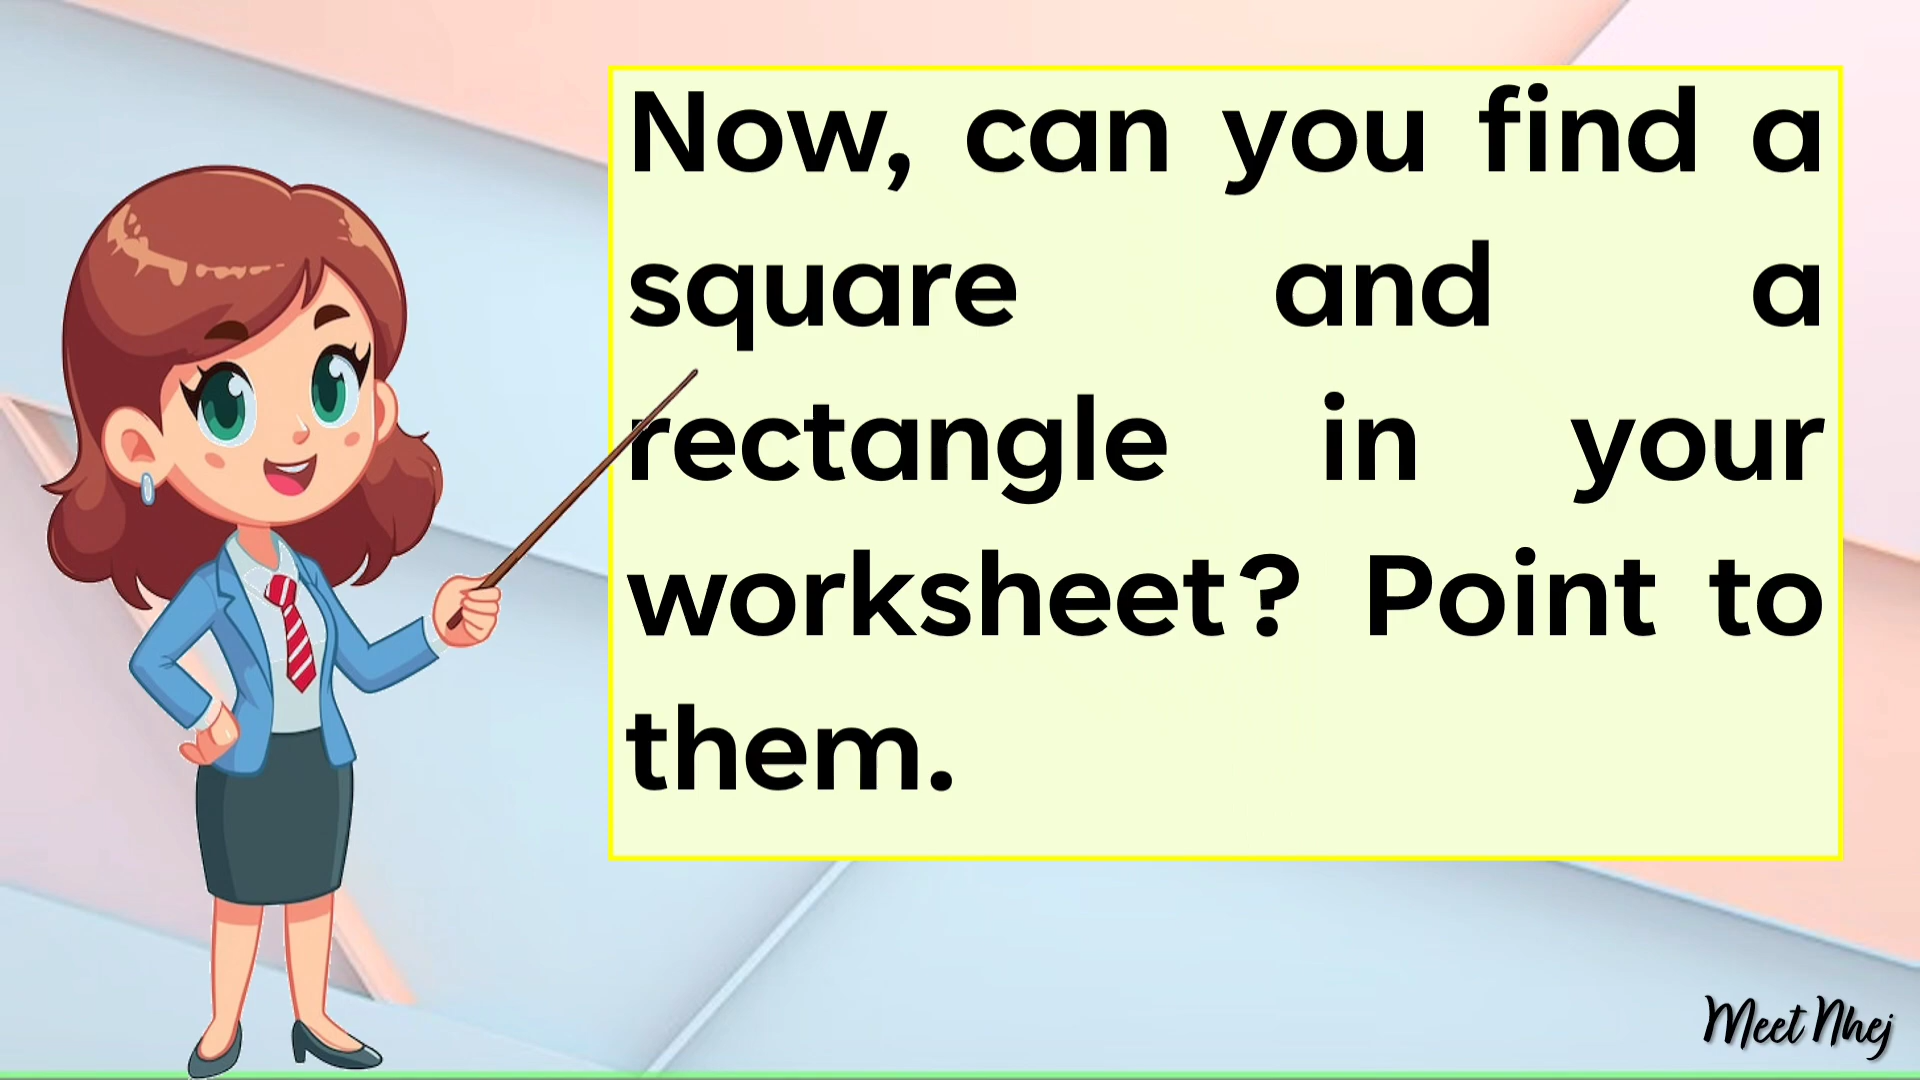 Now, can you find a
square and a
rectangle in your
worksheet? Point to
them.
Meet Nhej